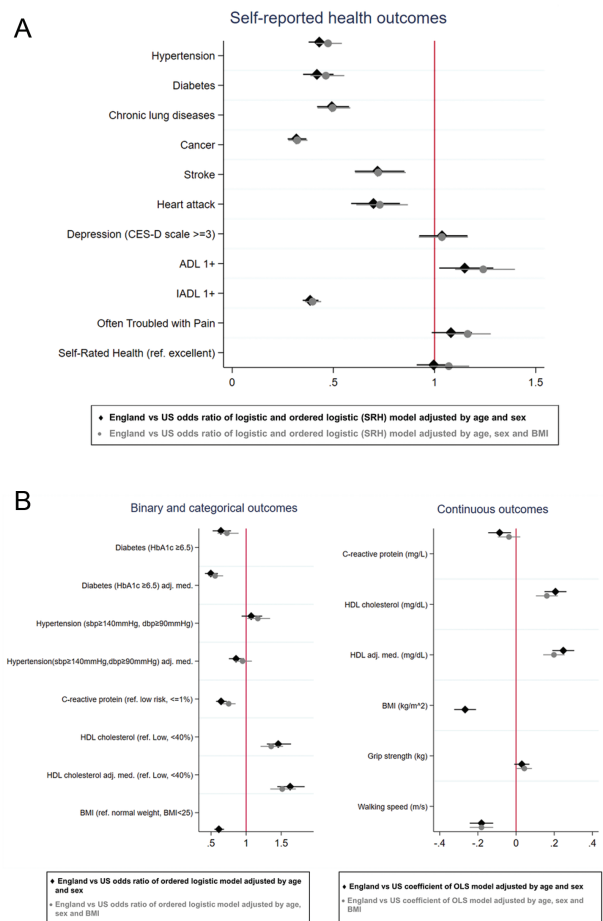 A
Self-reported health outcomes
Hypertension
Diabetes
Chronic lung diseases
Cancer
Stroke
Heart attack
Depression (CES-D scale >=3)
ADL 1+
IADL 1+
Often Troubled with Pain
Self-Rated Health (ref. excellent)
0 .5 1 1.5
♦ England vs US odds ratio of logistic and ordered logistic (SRH) model adjusted by age and sex
● England vs US odds ratio of logistic and ordered logistic (SRH) model adjusted by age, sex and BMI
B
Binary and categorical outcomes
Diabetes (HbA1c ≥6.5)
Diabetes (HbA1c ≥6.5) adj. med.
Hypertension (sbp≥140mmHg, dbp≥90mmHg)
Hypertension(sbp≥140mmHg,dbp≥90mmHg) adj. med.
C-reactive protein (ref. low risk, <=1%)
HDL cholesterol (ref. Low, <40%)
HDL cholesterol adj. med. (ref. Low, <40%)
BMI (ref. normal weight, BMI<25)
.5 1 1.5
♦ England vs US odds ratio of ordered logistic model adjusted by age
and sex
● England vs US odds ratio of ordered logistic model adjusted by age,
sex and BMI
Continuous outcomes
C-reactive protein (mg/L)
HDL cholesterol (mg/dL)
HDL adj. med. (mg/dL)
BMI (kg/m^2)
Grip strength (kg)
Walking speed (m/s)
-.4 -.2 0 .2 .4
♦ England vs US coefficient of OLS model adjusted by age and sex
● England vs US coefficient of OLS model adjusted by age, sex and
BMI